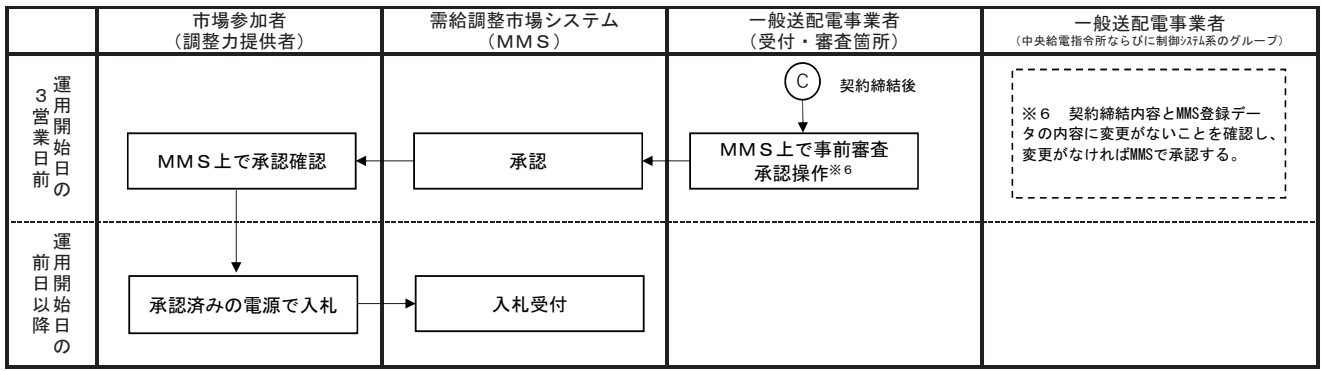 市場参加者
（調整力提供者）
需給調整市場システム
（ＭＭＳ）
一般送配電事業者
（受付・審査箇所）
一般送配電事業者
（中央給電指令所ならびに制御ｼｽﾃﾑ系のグループ）
運用開始日の
３営業日前
Ｃ
契約締結後
ＭＭＳ上で承認確認
承認
ＭＭＳ上で事前審査
承認操作※６
※６　契約締結内容とMMS登録デー
タの内容に変更がないことを確認し、
変更がなければMMSで承認する。
運用開始日の
前日以降
承認済みの電源で入札
入札受付